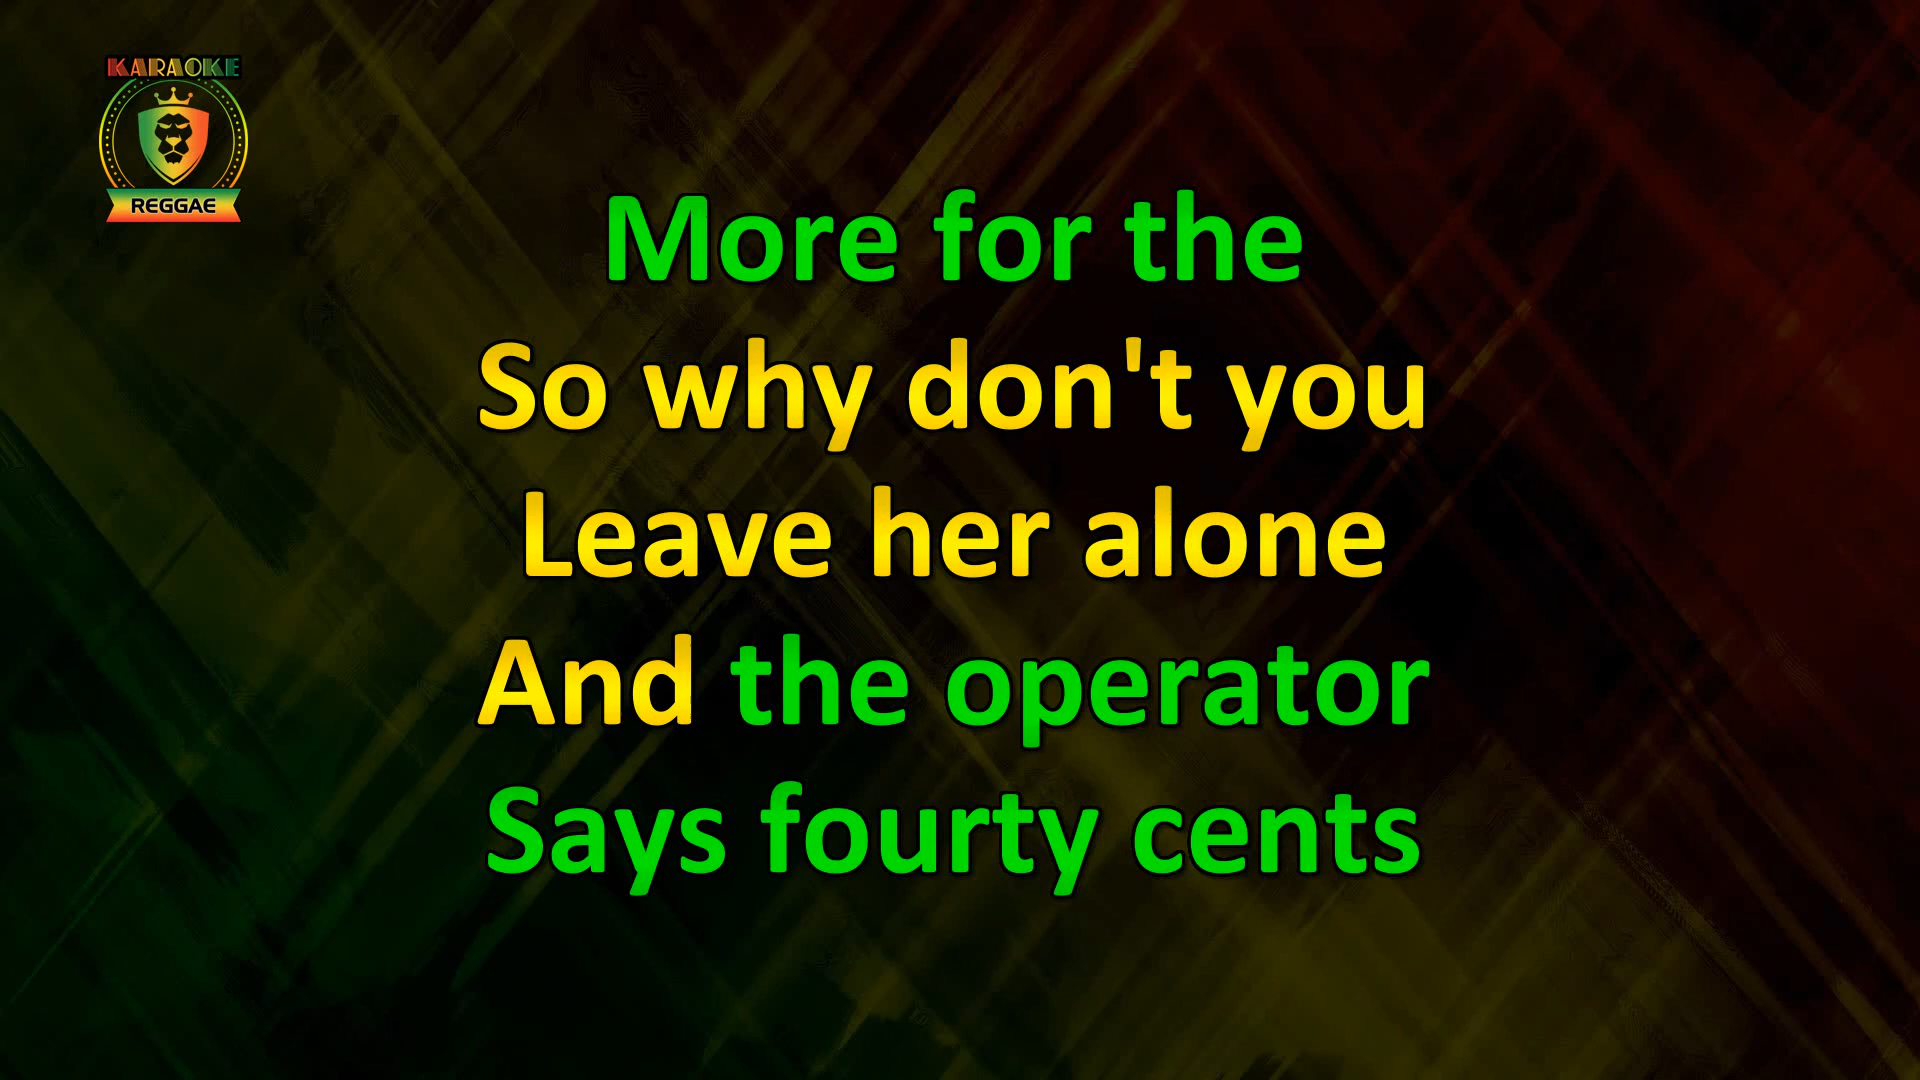 KARAOKE
REGGAE
More for the
So why don't you
Leave her alone
And the operator
Says fourty cents